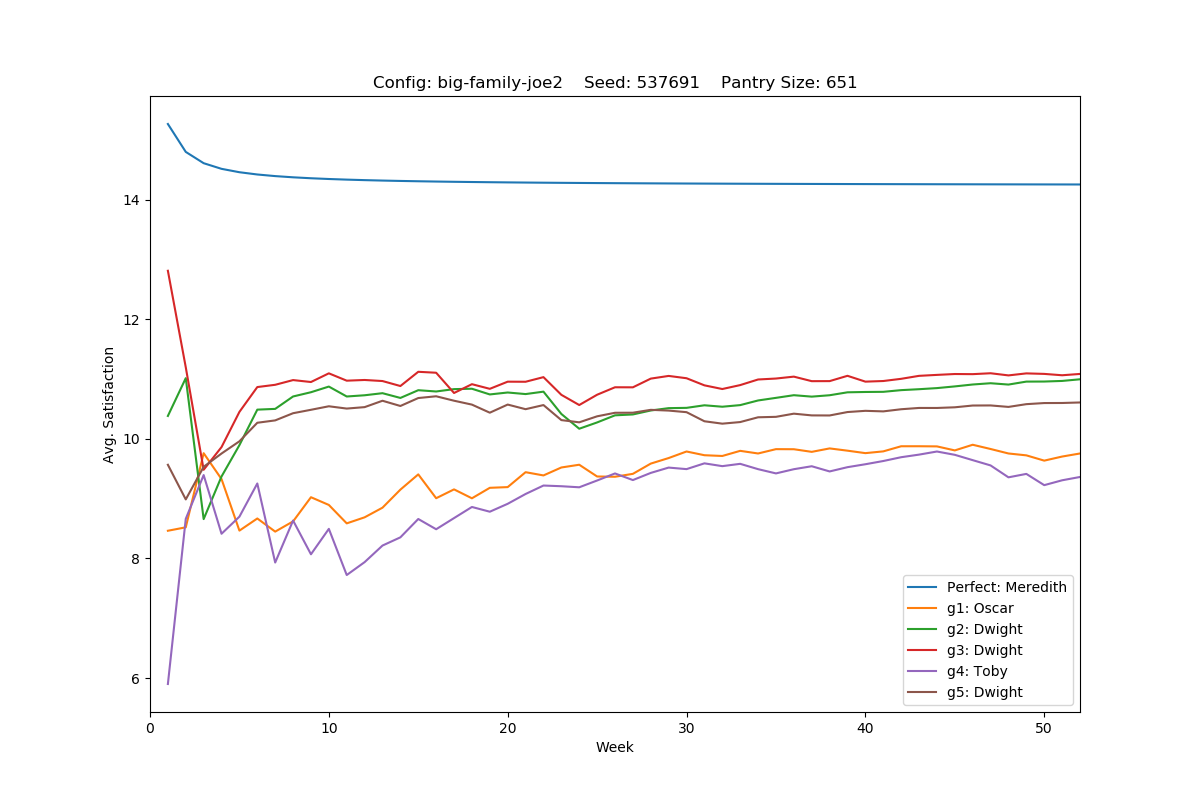 Config: big-family-joe2    Seed: 537691    Pantry Size: 651
Avg. Satisfaction
14
12
10
8
6
0 10 20 30 40 50
Week
Perfect: Meredith
g1: Oscar
g2: Dwight
g3: Dwight
g4: Toby
g5: Dwight